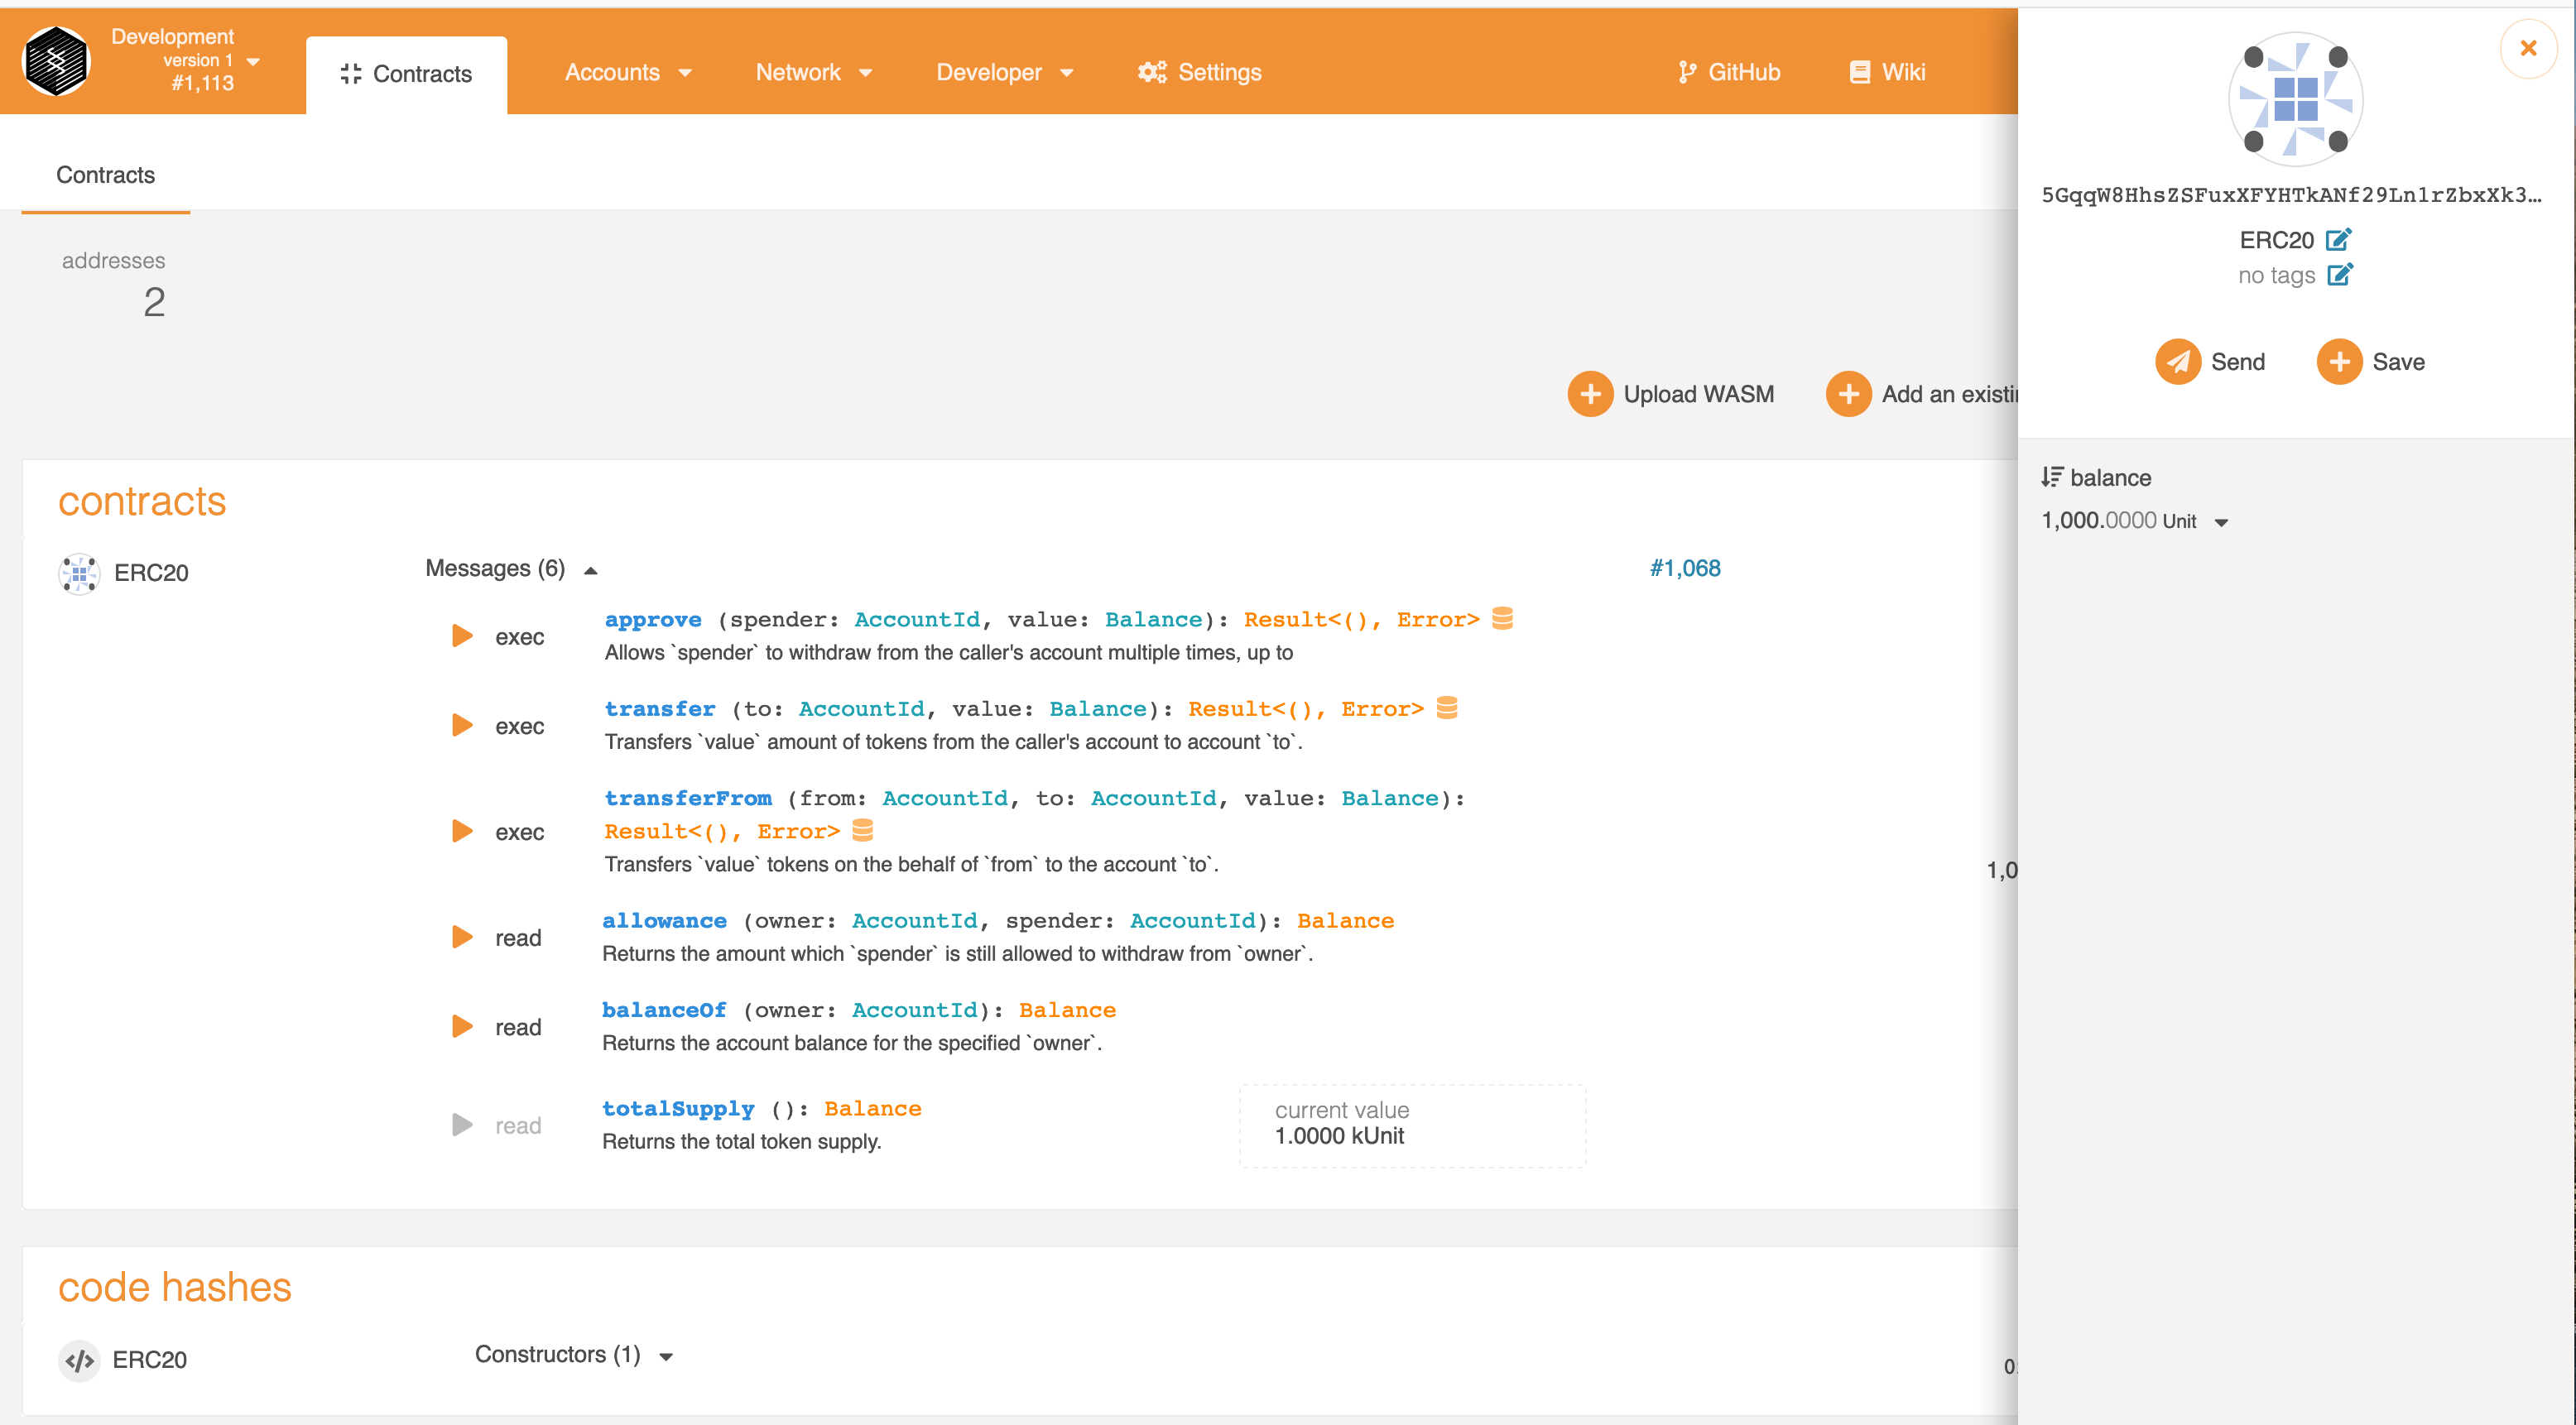 Development
version 1
#1,113
Contracts
Accounts
Network
Developer
Settings
GitHub
Wiki
Contracts
addresses
2
Upload WASM
Add an existi
contracts
ERC20
Messages (6)
#1,068
exec
approve (spender: AccountId, value: Balance): Result<(), Error>
Allows `spender` to withdraw from the caller's account multiple times, up to
exec
transfer (to: AccountId, value: Balance): Result<(), Error>
Transfers `value` amount of tokens from the caller's account to account `to`.
exec
transferFrom (from: AccountId, to: AccountId, value: Balance):
Result<(), Error>
Transfers `value` tokens on the behalf of `from` to the account `to`.
1,0
read
allowance (owner: AccountId, spender: AccountId): Balance
Returns the amount which `spender` is still allowed to withdraw from `owner`.
read
balanceOf (owner: AccountId): Balance
Returns the account balance for the specified `owner`.
read
totalSupply (): Balance
Returns the total token supply.
current value
1.0000 kUnit
code hashes
ERC20
Constructors (1)
0
5GqqW8HhsZSFuxXFYHTkANf29Ln1rZbxXk3…
ERC20
no tags
Send
Save
balance
1,000.0000 Unit